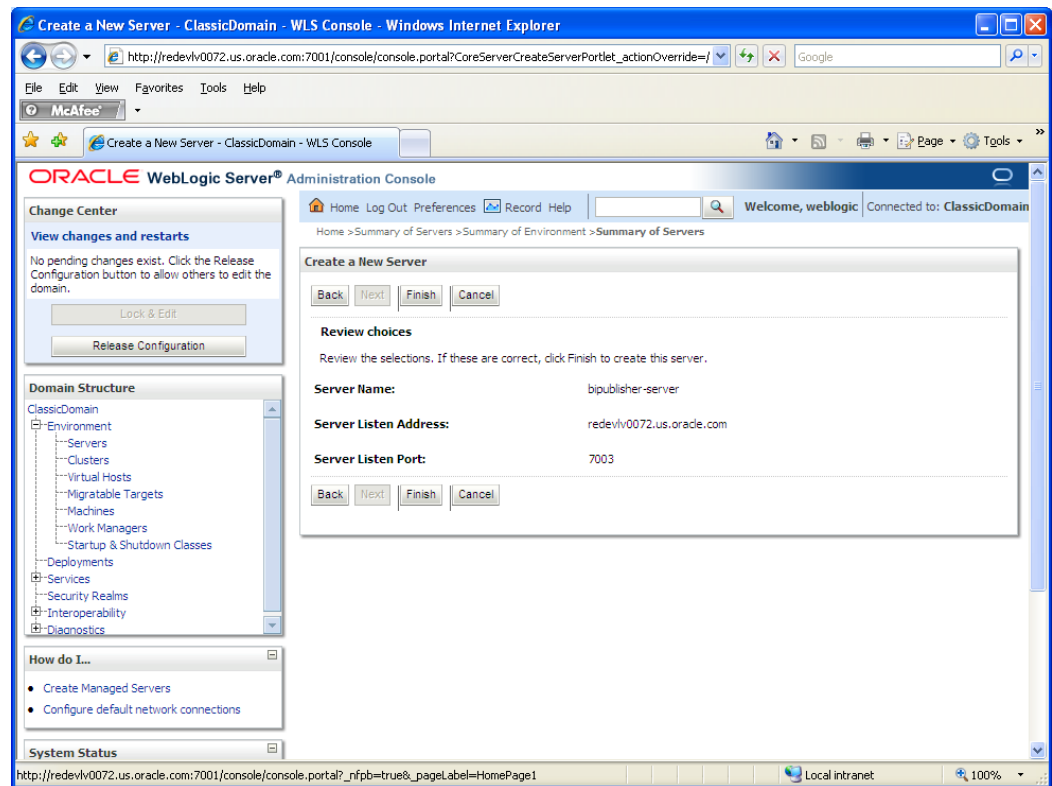 Create a New Server - ClassicDomain - WLS Console - Windows Internet Explorer
http://redevlv0072.us.oracle.com:7001/console/console.portal?CoreServerCreateServerPortlet_actionOverride=/
Google
File Edit View Favorites Tools Help
McAfee
Create a New Server - ClassicDomain - WLS Console
Page Tools »
ORACLE WebLogic Server® Administration Console
Change Center
View changes and restarts
No pending changes exist. Click the Release
Configuration button to allow others to edit the
domain.
Lock & Edit
Release Configuration
Domain Structure
ClassicDomain
Environment
Servers
Clusters
Virtual Hosts
Migratable Targets
Machines
Work Managers
Startup & Shutdown Classes
Deployments
Services
Security Realms
Interoperability
Diagnostics
How do I...
Create Managed Servers
Configure default network connections
System Status
Home Log Out Preferences Record Help
Welcome, weblogic Connected to: ClassicDomain
Home >Summary of Servers >Summary of Environment >Summary of Servers
Create a New Server
Back Next Finish Cancel
Review choices
Review the selections. If these are correct, click Finish to create this server.
Server Name: bipublisher-server
Server Listen Address: redevlv0072.us.oracle.com
Server Listen Port: 7003
Back Next Finish Cancel
http://redevlv0072.us.oracle.com:7001/console/console.portal?_nfpb=true&_pageLabel=HomePage1
Local intranet
100%